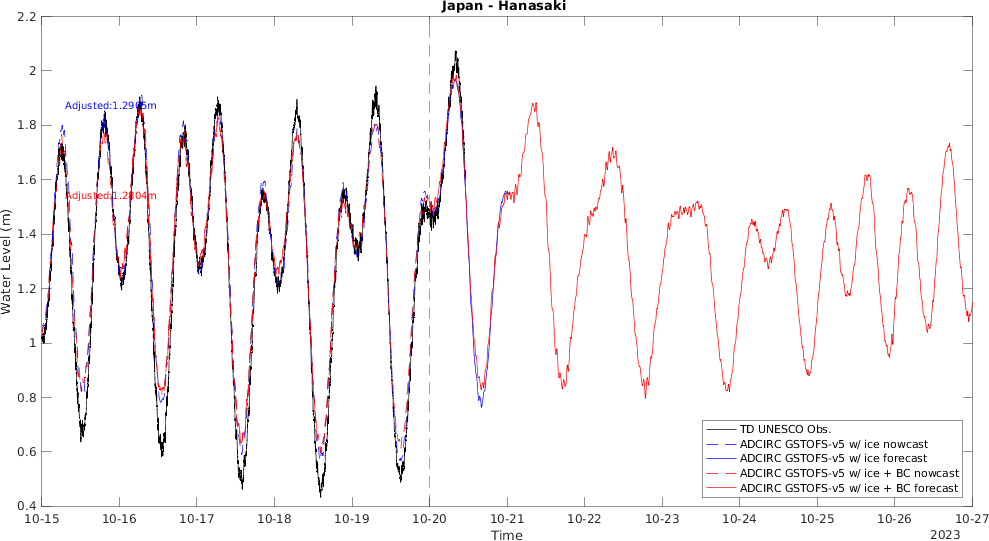 Japan - Hanasaki
2.2
2
1.8
1.6
1.4
1.2
1
0.8
0.6
0.4
Water Level (m)
Adjusted:1.2905m
Adjusted:1.2804m
TD UNESCO Obs.
ADCIRC GSTOFS-v5 w/ ice nowcast
ADCIRC GSTOFS-v5 w/ ice forecast
ADCIRC GSTOFS-v5 w/ ice + BC nowcast
ADCIRC GSTOFS-v5 w/ ice + BC forecast
10-15 10-16 10-17 10-18 10-19 10-20 10-21 10-22 10-23 10-24 10-25 10-26 10-27
Time
2023